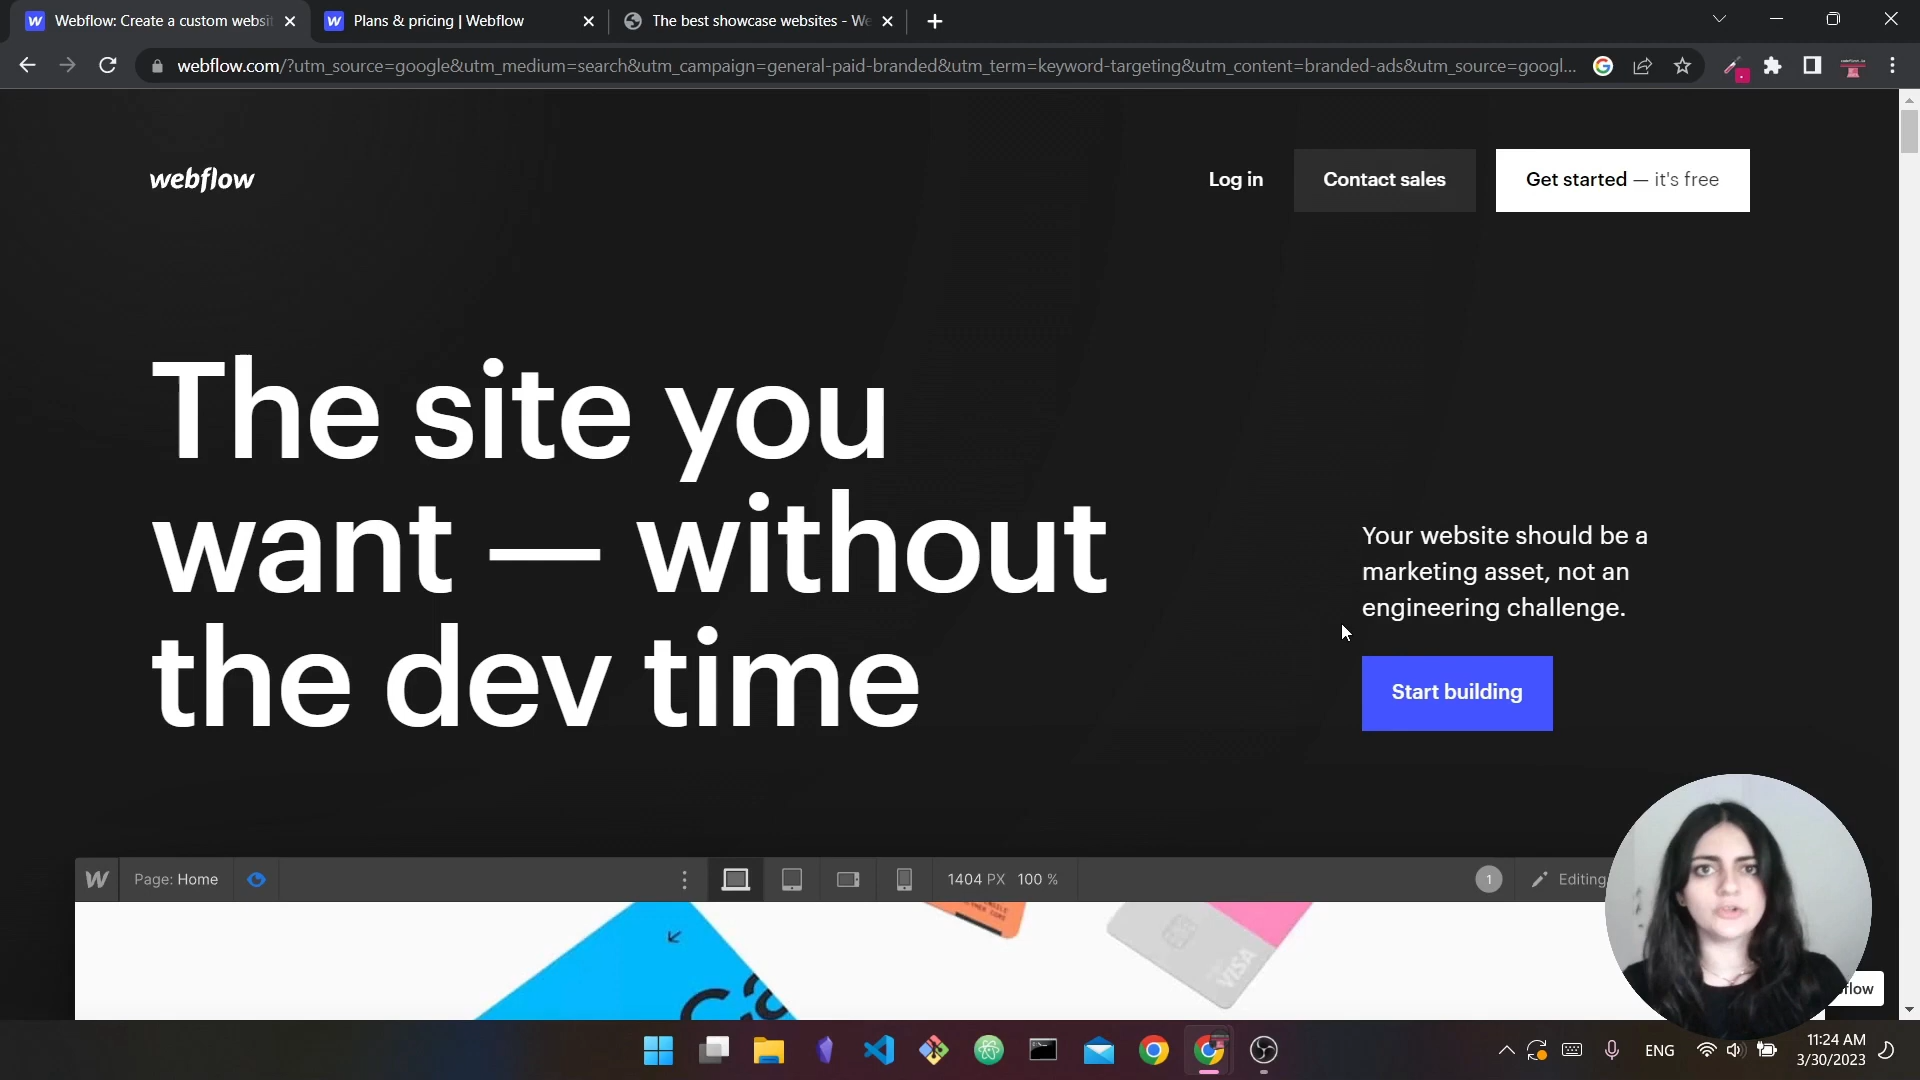 Webflow: Create a custom websit
Plans & pricing | Webflow
The best showcase websites - We
webflow.com/?utm_source=google&utm_medium=search&utm_campaign=general-paid-branded&utm_term=keyword-targeting&utm_content=branded-ads&utm_source=googl...
webflow
Log in
Contact sales
Get started — it's free
The site you
want — without
the dev time
Your website should be a
marketing asset, not an
engineering challenge.
Start building
Page: Home
1404 PX 100 %
1
Editing
VISA
flow
ENG
11:24 AM
3/30/2023